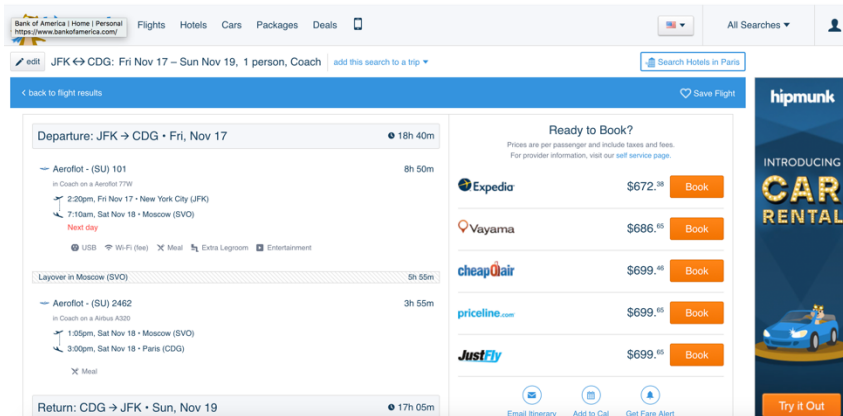 Bank of America | Home | Personal
https://www.bankofamerica.com/
Flights Hotels Cars Packages Deals
All Searches ▾
edit
JFK ↔ CDG: Fri Nov 17 – Sun Nov 19, 1 person, Coach
add this search to a trip ▾
Search Hotels in Paris
< back to flight results
Save Flight
Departure: JFK → CDG • Fri, Nov 17
18h 40m
Aeroflot - (SU) 101
8h 50m
in Coach on a Aeroflot 77W
2:20pm, Fri Nov 17 • New York City (JFK)
7:10am, Sat Nov 18 • Moscow (SVO)
Next day
USB Wi-Fi (fee) Meal Extra Legroom Entertainment
Layover in Moscow (SVO)
5h 55m
Aeroflot - (SU) 2462
3h 55m
in Coach on a Airbus A320
1:05pm, Sat Nov 18 • Moscow (SVO)
3:00pm, Sat Nov 18 • Paris (CDG)
Meal
Return: CDG → JFK • Sun, Nov 19
17h 05m
Ready to Book?
Prices are per passenger and include taxes and fees.
For provider information, visit our self service page.
Expedia
$672.38
Book
Vayama
$686.65
Book
cheapOair
$699.46
Book
priceline.com
$699.65
Book
JustFly
$699.65
Book
Email Itinerary Add to Cal Get Fare Alert
hipmunk
INTRODUCING
CAR
RENTAL
Try it Out